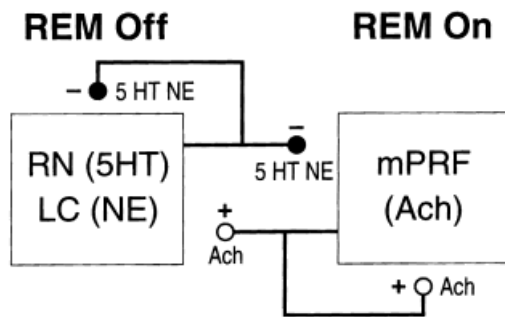 REM Off
REM On
– 5 HT NE
RN (5HT)
LC (NE)
–
5 HT NE
mPRF
(Ach)
+
Ach
+ Ach